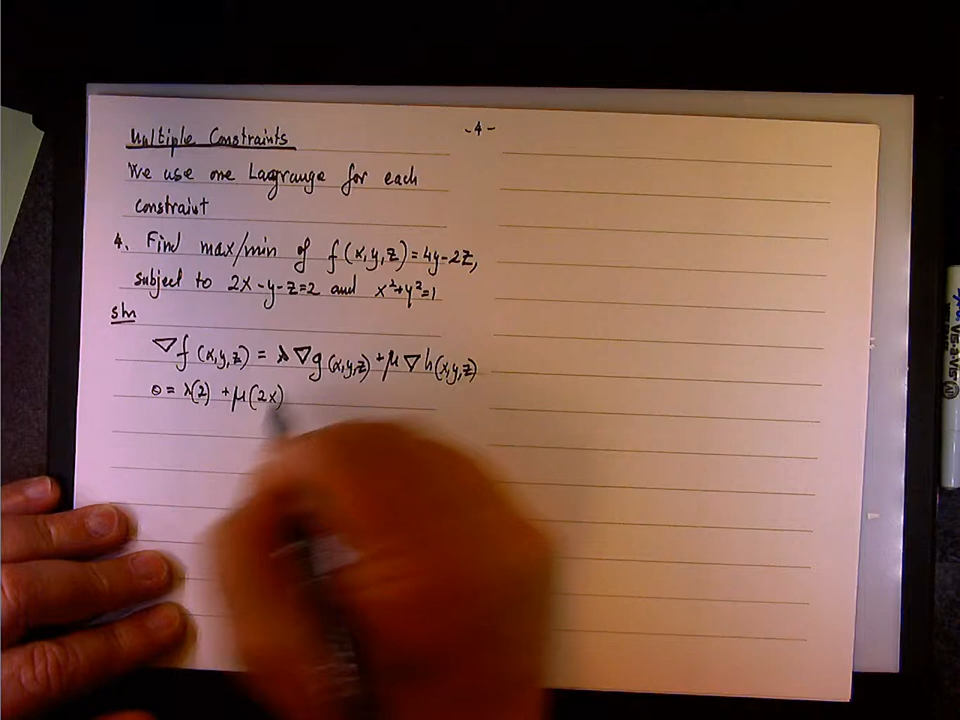 -4-
Multiple Constraints
We use one Lagrange for each
constraint
4. Find max/min of f(x,y,z)=4y-2z,
subject to 2x-y-z=2 and x²+y²=1
Sln
∇f(x,y,z) = λ∇g(x,y,z)+μ∇h(x,y,z)
0 = λ(2) + μ(2x)